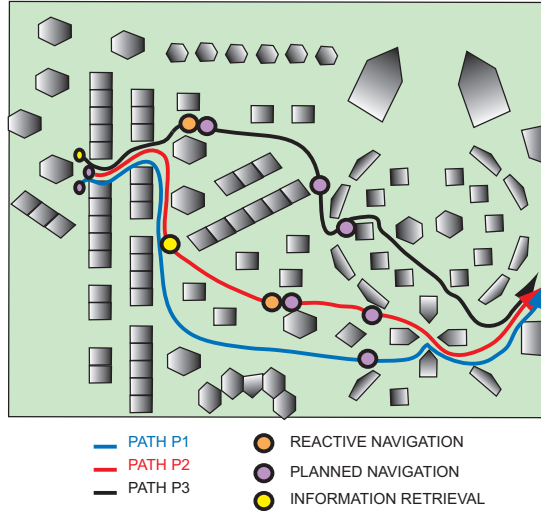 PATH P1
PATH P2
PATH P3
REACTIVE NAVIGATION
PLANNED NAVIGATION
INFORMATION RETRIEVAL